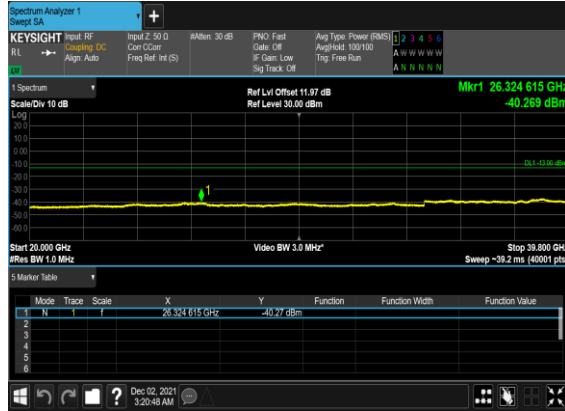 Spectrum Analyzer 1
Swept SA
+
KEYSIGHT Input: RF Input Z: 50 Ω #Atten: 30 dB PNO: Fast Avg Type: Power (RMS) 1 2 3 4 5 6
RL Coupling: DC Corr CCorr Gate: Off Avg|Hold: 100/100 A W W W W W
Align: Auto Freq Ref: Int (S) IF Gain: Low Trig: Free Run
LV Sig Track: Off A N N N N N
1 Spectrum Ref Lvl Offset 11.97 dB Mkr1 26.324 615 GHz
Scale/Div 10 dB Ref Level 30.00 dBm -40.269 dBm
Log
20.0
10.0
0.00
-10.0 DL1 -13.00 dBm
-20.0
-30.0
1
-40.0
-50.0
-60.0
Start 20.000 GHz Video BW 3.0 MHz* Stop 39.800 GHz
#Res BW 1.0 MHz Sweep ~39.2 ms (40001 pts)
5 Marker Table
Mode Trace Scale X Y Function Function Width Function Value
1 N 1 f 26.324 615 GHz -40.27 dBm
2
3
4
5
6
? Dec 02, 2021
3:20:48 AM